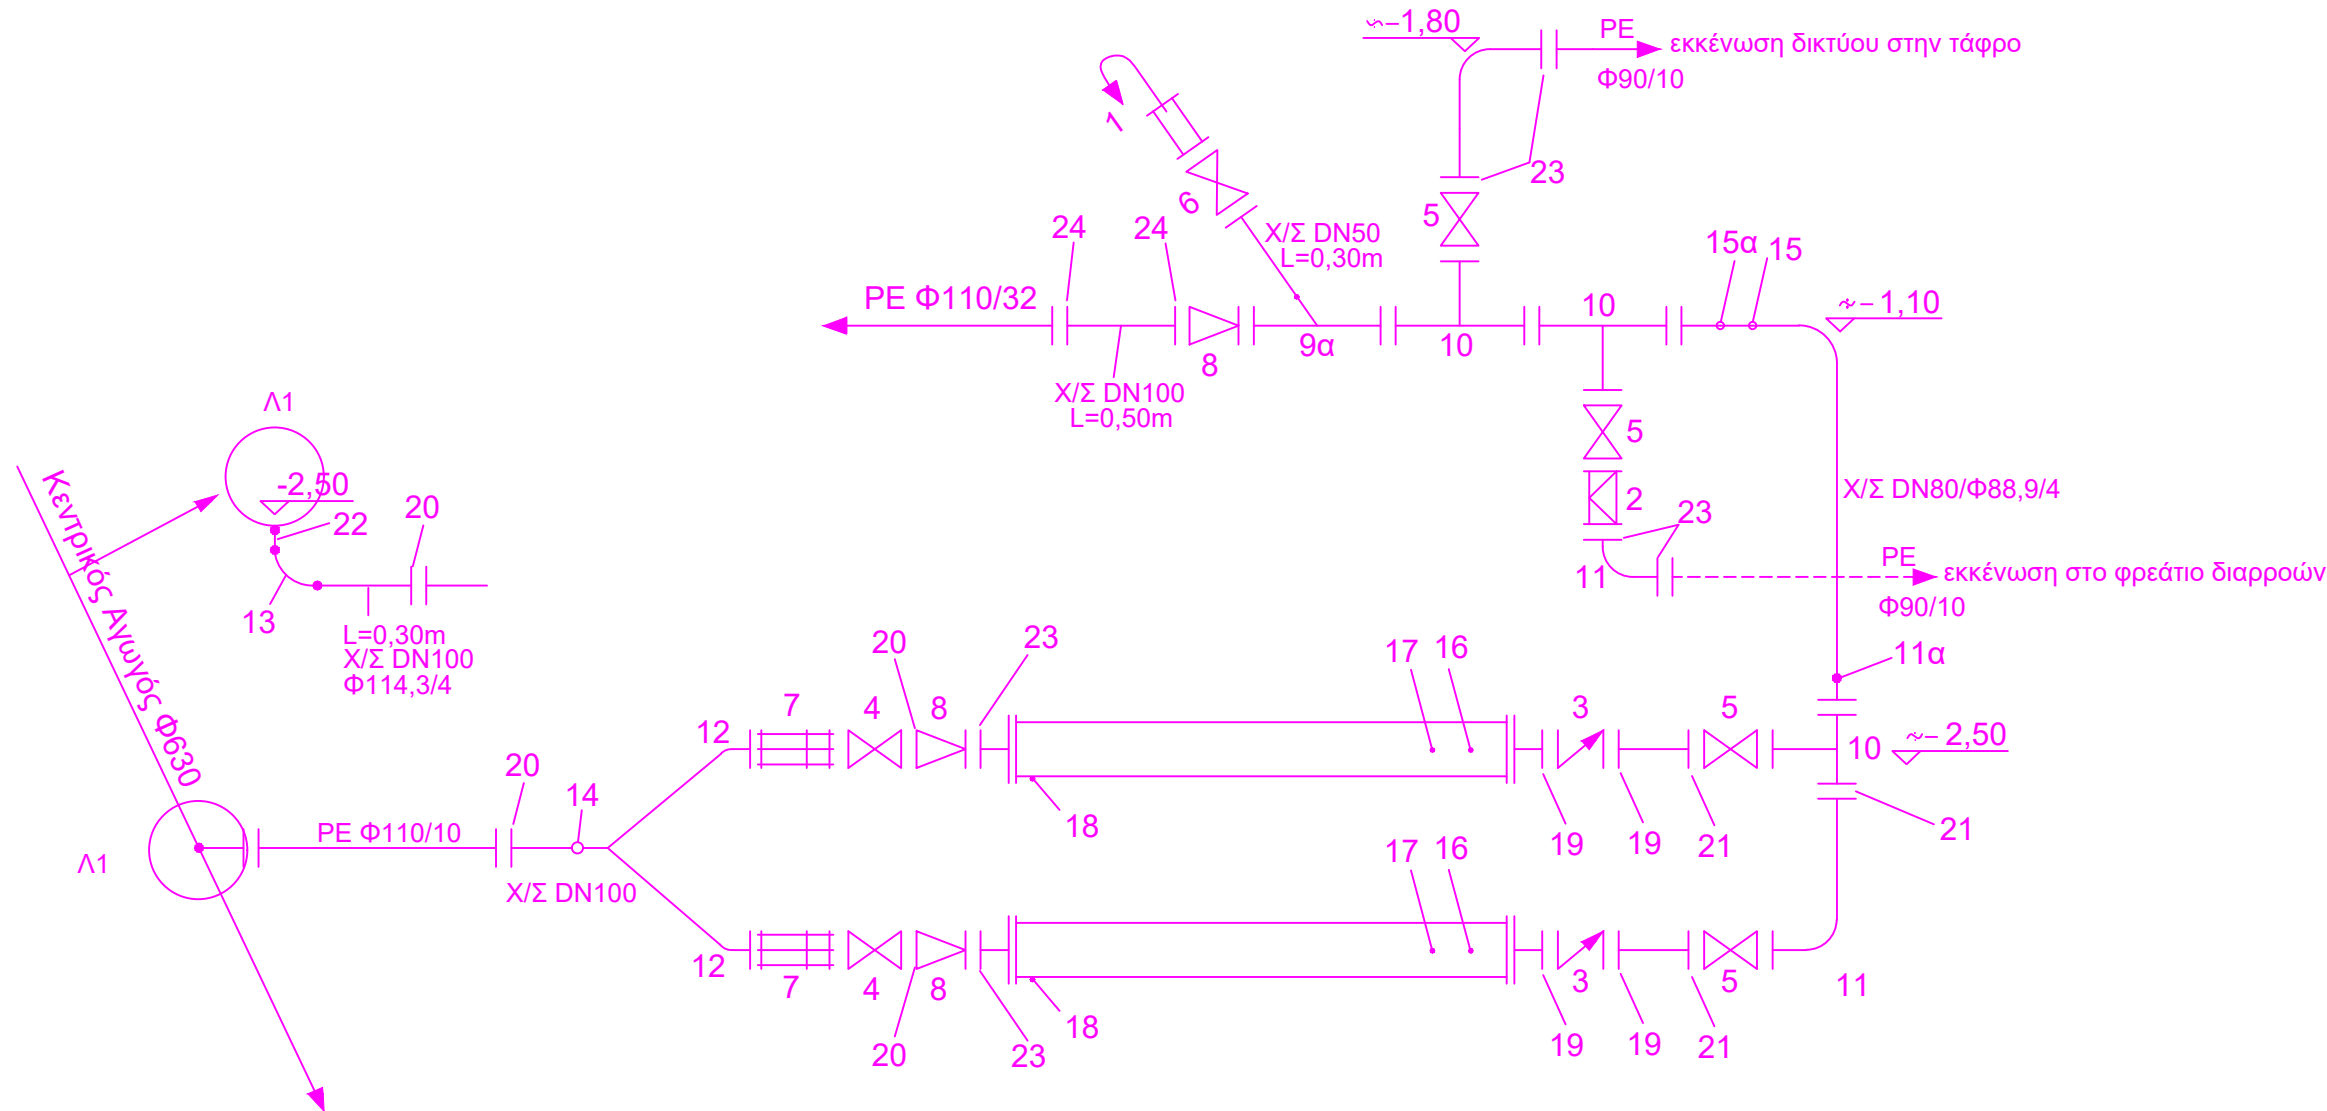 ≈-1,80
PE
εκκένωση δικτύου στην τάφρο
Φ90/10
1
23
6
5
24
24
Χ/Σ DN50
L=0,30m
15α
15
PE Φ110/32
10
≈-1,10
9α
10
8
Χ/Σ DN100
L=0,50m
Λ1
5
-2,50
20
22
2
23
Χ/Σ DN80/Φ88,9/4
Κεντρικός Αγωγός Φ630
PE
11
εκκένωση στο φρεάτιο διαρροών
Φ90/10
13
L=0,30m
Χ/Σ DN100
Φ114,3/4
20
23
17
16
11α
12
7
4
8
3
5
10
≈- 2,50
20
14
18
19
19
21
21
PE Φ110/10
Λ1
Χ/Σ DN100
17
16
12
7
4
8
3
5
11
18
20
23
19
19
21